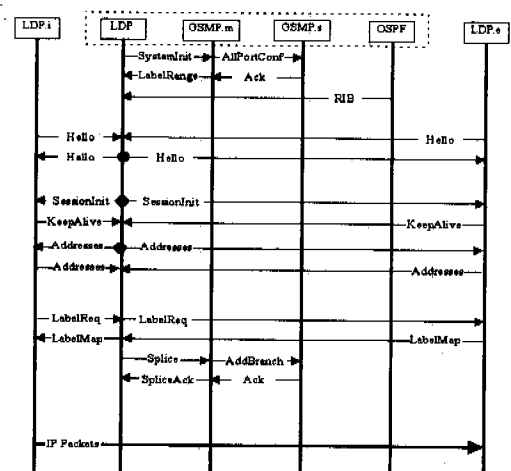 LDP.i LDP GSMP.m GSMP.s OSPF LDP.e
SystemInit AllPortConf
LabelRange Ack
RIB
Hello Hello
Hello Hello
SessionInit SessionInit
KeepAlive KeepAlive
Addresses Addresses
Addresses Addresses
LabelReq LabelReq
LabelMap LabelMap
Splice AddBranch
SpliceAck Ack
IP Packets